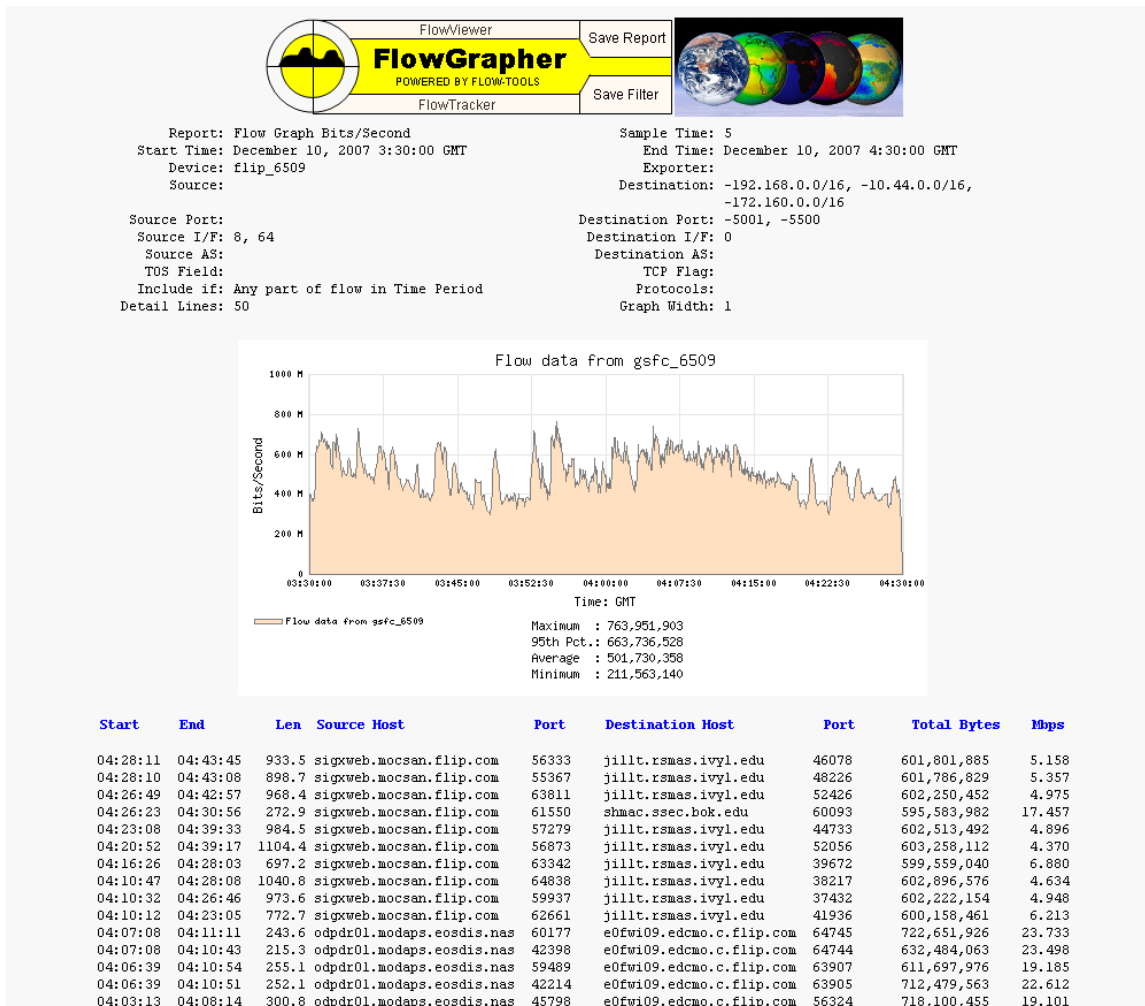 FlowViewer
FlowGrapher
POWERED BY FLOW-TOOLS
FlowTracker
Save Report
Save Filter
Report: Flow Graph Bits/Second Sample Time: 5
Start Time: December 10, 2007 3:30:00 GMT End Time: December 10, 2007 4:30:00 GMT
Device: flip_6509 Exporter:
Source: Destination: -192.168.0.0/16, -10.44.0.0/16,
-172.160.0.0/16
Source Port: Destination Port: -5001, -5500
Source I/F: 8, 64 Destination I/F: 0
Source AS: Destination AS:
TOS Field: TCP Flag:
Include if: Any part of flow in Time Period Protocols:
Detail Lines: 50 Graph Width: 1
Flow data from gsfc_6509
1000 M
800 M
600 M
400 M
200 M
0
Bits/Second
03:30:00 03:37:30 03:45:00 03:52:30 04:00:00 04:07:30 04:15:00 04:22:30 04:30:00
Time: GMT
Flow data from gsfc_6509
Maximum : 763,951,903
95th Pct.: 663,736,528
Average : 501,730,358
Minimum : 211,563,140
Start End Len Source Host Port Destination Host Port Total Bytes Mbps
04:28:11 04:43:45 933.5 sigxweb.mocsan.flip.com 56333 jillt.rsmas.ivyl.edu 46078 601,801,885 5.158
04:28:10 04:43:08 898.7 sigxweb.mocsan.flip.com 55367 jillt.rsmas.ivyl.edu 48226 601,786,829 5.357
04:26:49 04:42:57 968.4 sigxweb.mocsan.flip.com 63811 jillt.rsmas.ivyl.edu 52426 602,250,452 4.975
04:26:23 04:30:56 272.9 sigxweb.mocsan.flip.com 61550 shmac.ssec.bok.edu 60093 595,583,982 17.457
04:23:08 04:39:33 984.5 sigxweb.mocsan.flip.com 57279 jillt.rsmas.ivyl.edu 44733 602,513,492 4.896
04:20:52 04:39:17 1104.4 sigxweb.mocsan.flip.com 56873 jillt.rsmas.ivyl.edu 52056 603,258,112 4.370
04:16:26 04:28:03 697.2 sigxweb.mocsan.flip.com 63342 jillt.rsmas.ivyl.edu 39672 599,559,040 6.880
04:10:47 04:28:08 1040.8 sigxweb.mocsan.flip.com 64838 jillt.rsmas.ivyl.edu 38217 602,896,576 4.634
04:10:32 04:26:46 973.6 sigxweb.mocsan.flip.com 59937 jillt.rsmas.ivyl.edu 37432 602,222,154 4.948
04:10:12 04:23:05 772.7 sigxweb.mocsan.flip.com 62661 jillt.rsmas.ivyl.edu 41936 600,158,461 6.213
04:07:08 04:11:11 243.6 odpdr01.modaps.eosdis.nas 60177 e0fwi09.edcmo.c.flip.com 64745 722,651,926 23.733
04:07:08 04:10:43 215.3 odpdr01.modaps.eosdis.nas 42398 e0fwi09.edcmo.c.flip.com 64744 632,484,063 23.498
04:06:39 04:10:54 255.1 odpdr01.modaps.eosdis.nas 59489 e0fwi09.edcmo.c.flip.com 63907 611,697,976 19.185
04:06:39 04:10:51 252.1 odpdr01.modaps.eosdis.nas 42214 e0fwi09.edcmo.c.flip.com 63905 712,479,563 22.612
04:03:13 04:08:14 300.8 odpdr01.modaps.eosdis.nas 45798 e0fwi09.edcmo.c.flip.com 56324 718,100,455 19.101